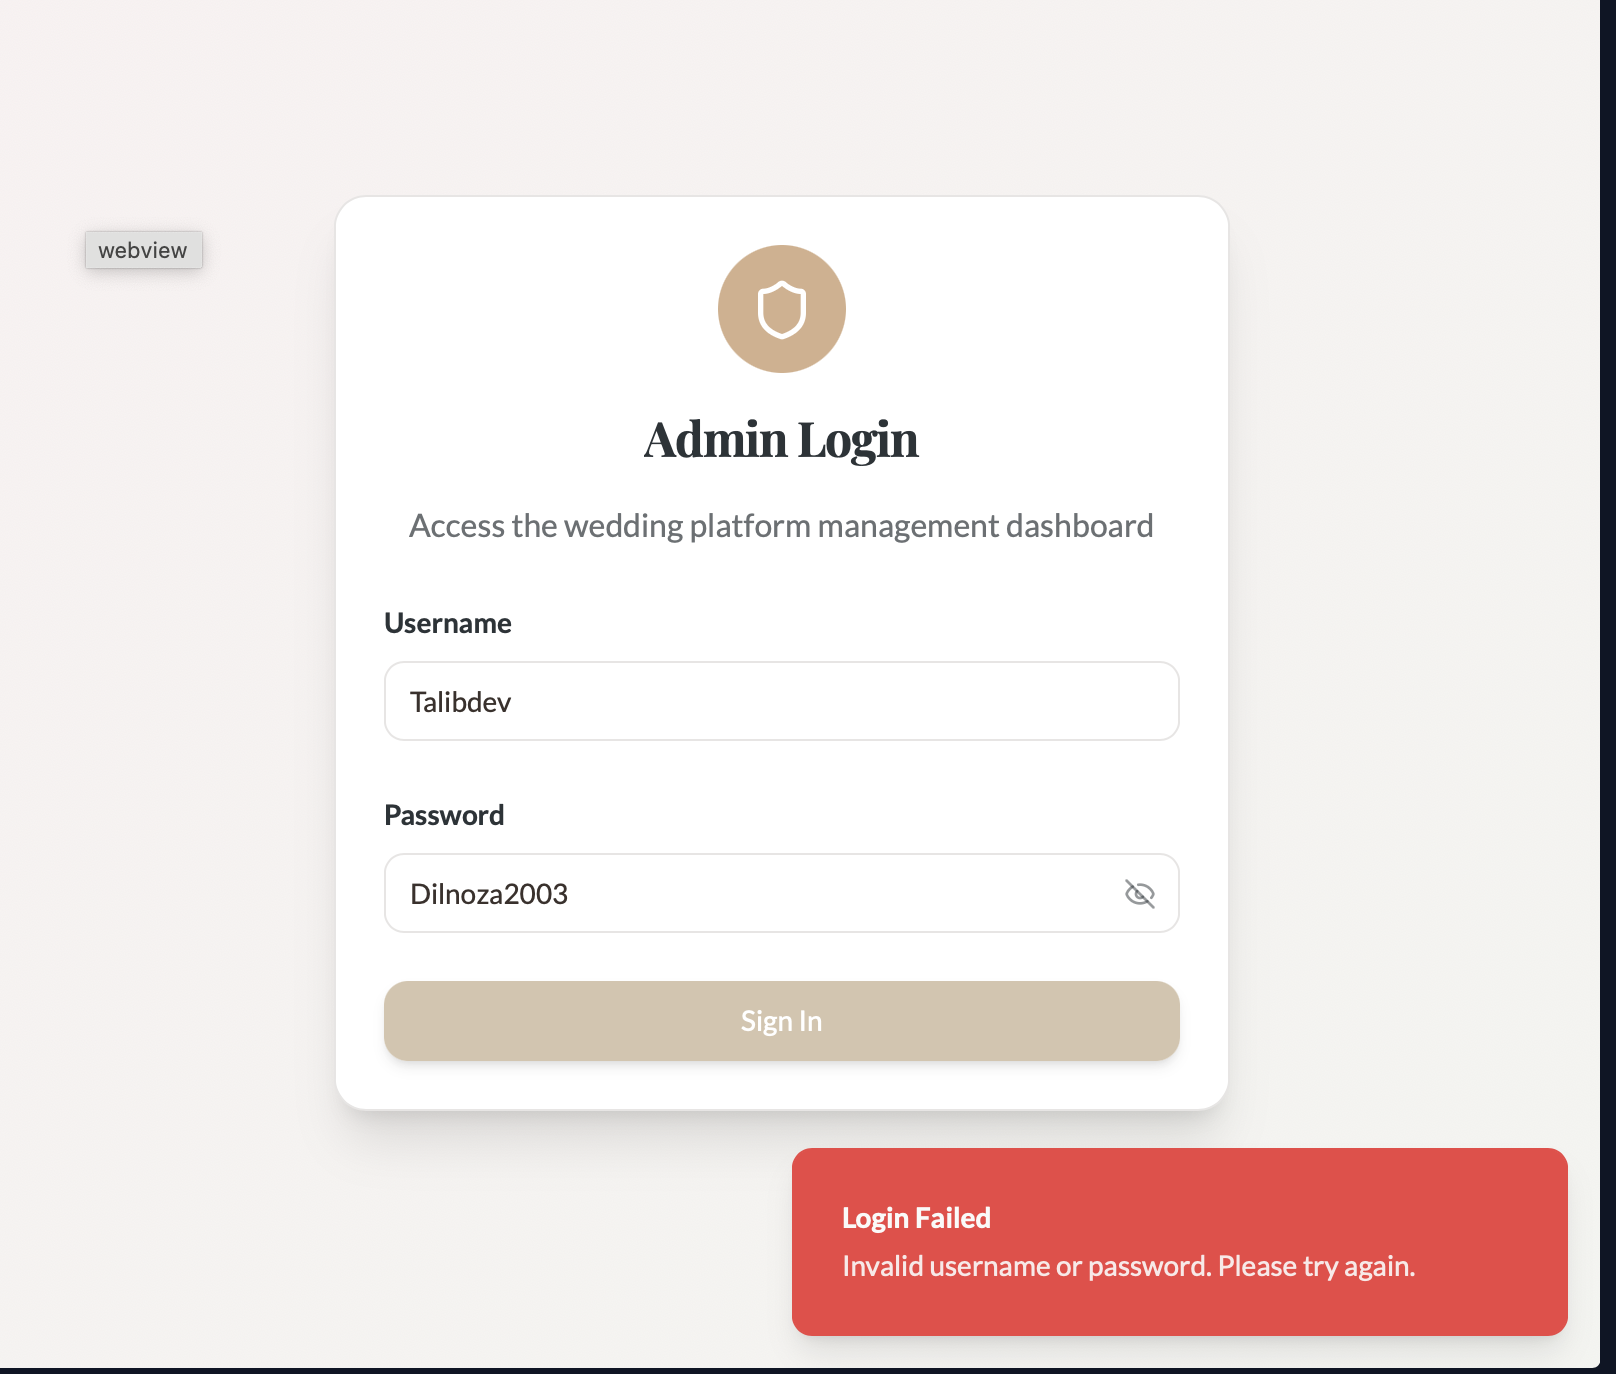 webview
Admin Login
Access the wedding platform management dashboard
Username
Talibdev
Password
Dilnoza2003
Sign In
Login Failed
Invalid username or password. Please try again.